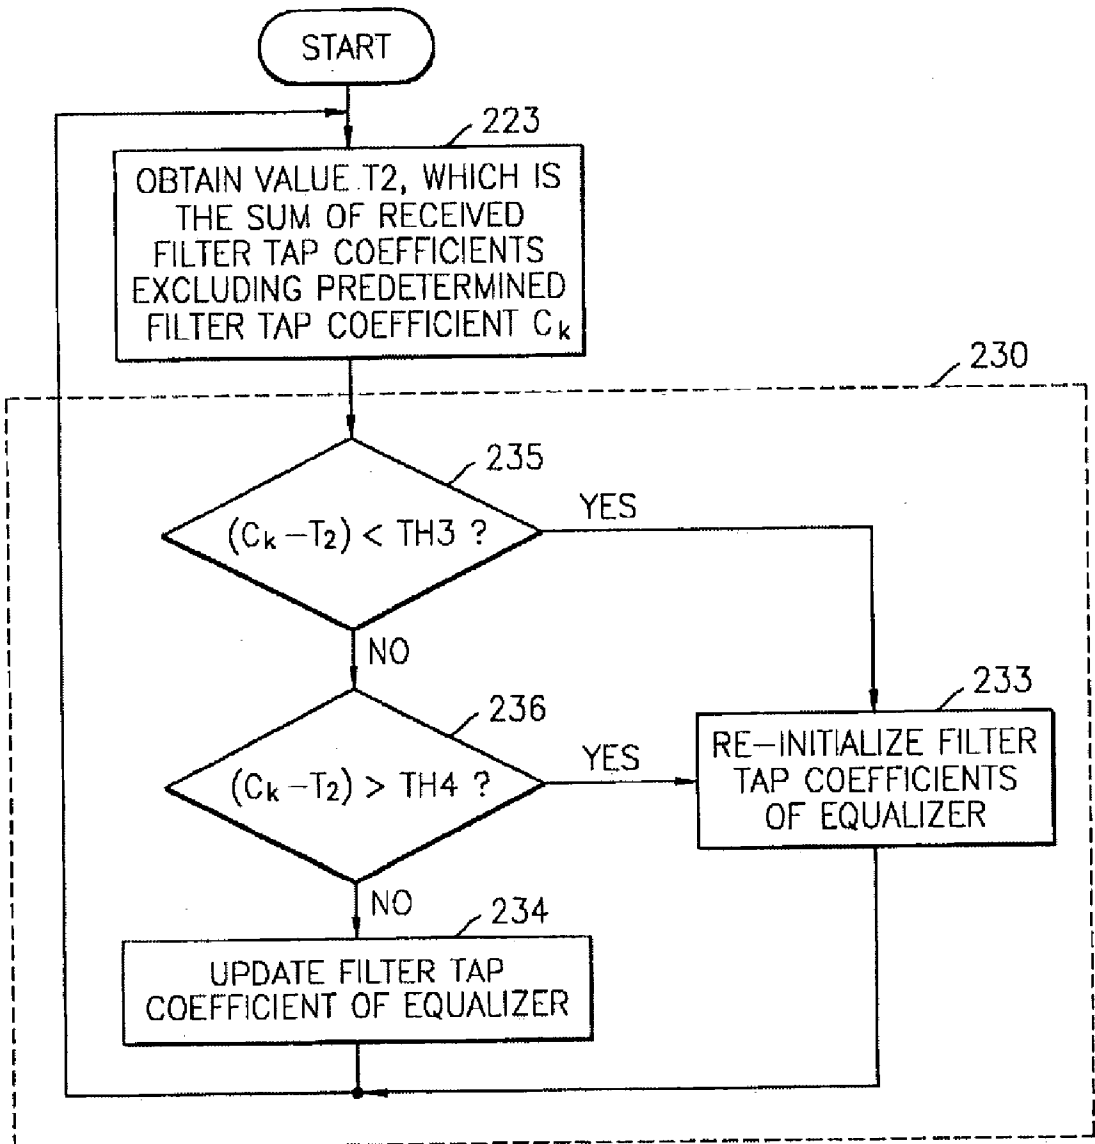 START
223
OBTAIN VALUE T2, WHICH IS
THE SUM OF RECEIVED
FILTER TAP COEFFICIENTS
EXCLUDING PREDETERMINED
FILTER TAP COEFFICIENT Ck
230
235
(Ck−T2) < TH3 ?
YES
NO
236
(Ck−T2) > TH4 ?
YES
233
RE−INITIALIZE FILTER
TAP COEFFICIENTS
OF EQUALIZER
NO
234
UPDATE FILTER TAP
COEFFICIENT OF EQUALIZER